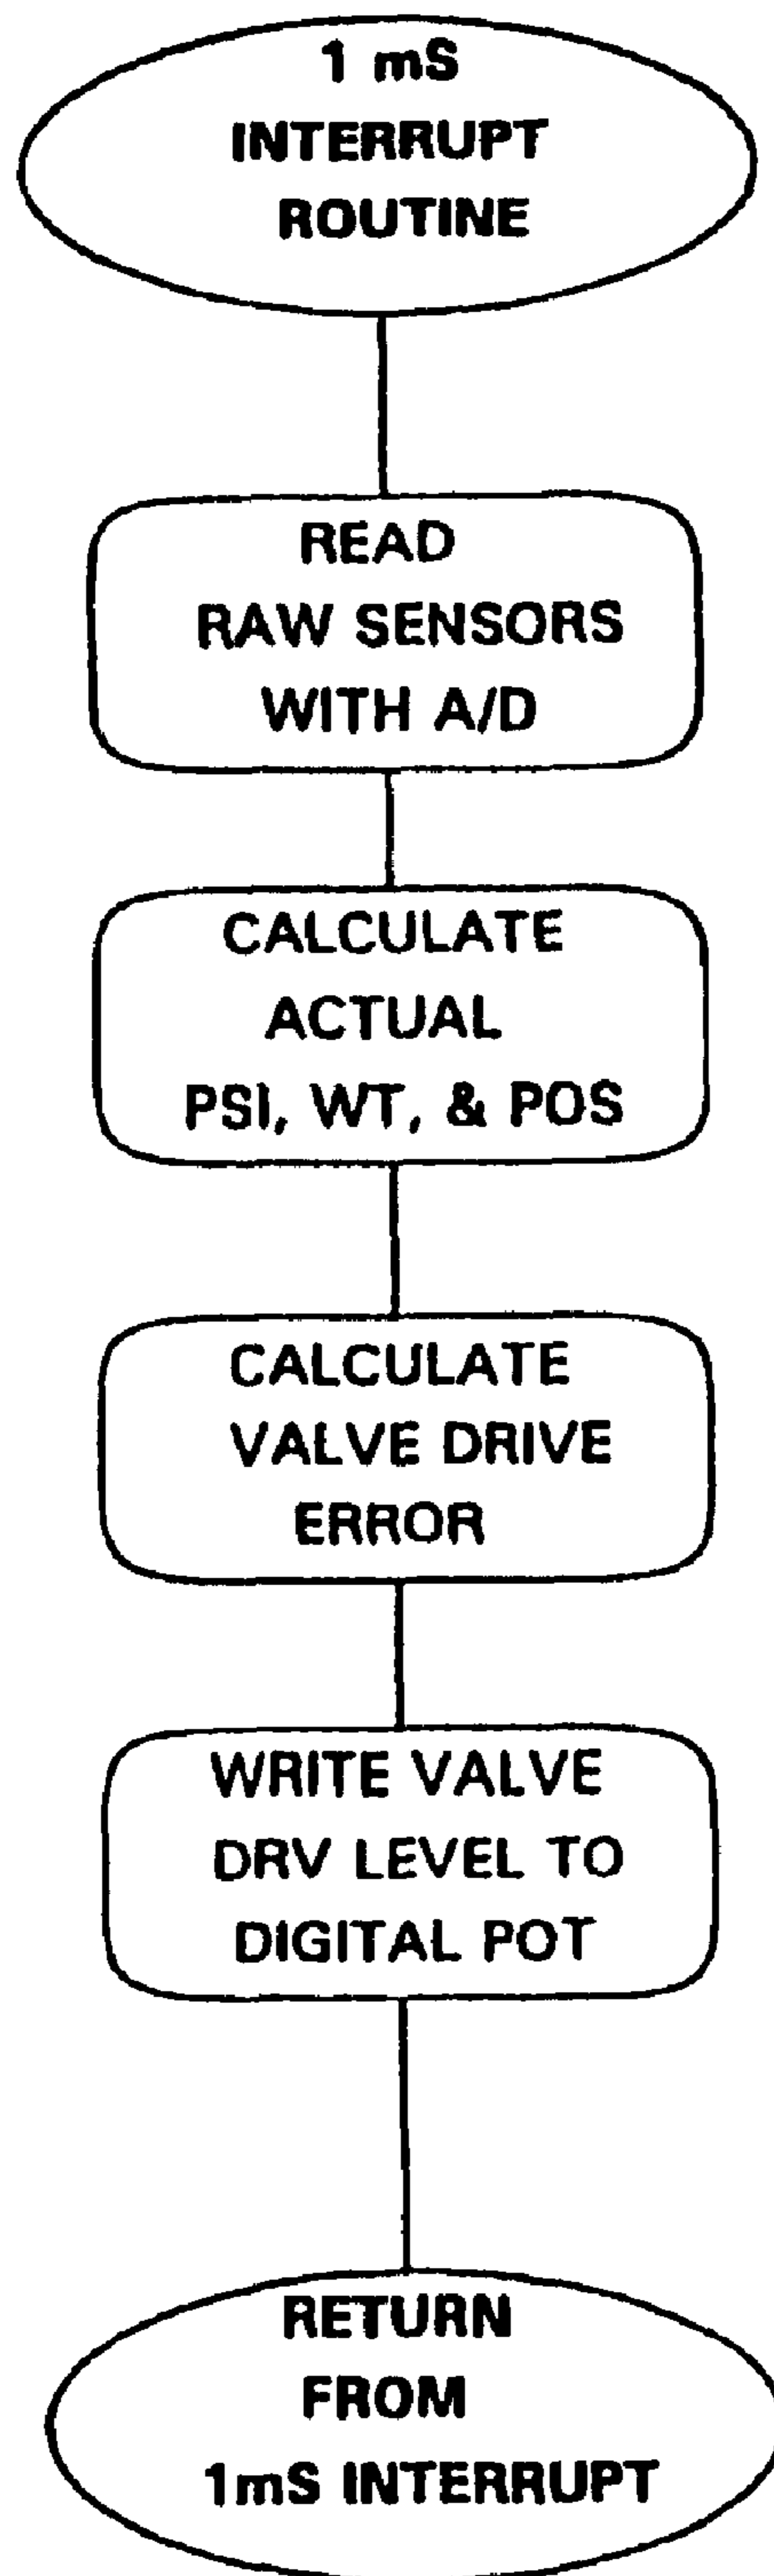 1 mS
INTERRUPT
ROUTINE
READ
RAW SENSORS
WITH A/D
CALCULATE
ACTUAL
PSI, WT, & POS
CALCULATE
VALVE DRIVE
ERROR
WRITE VALVE
DRV LEVEL TO
DIGITAL POT
RETURN
FROM
1mS INTERRUPT